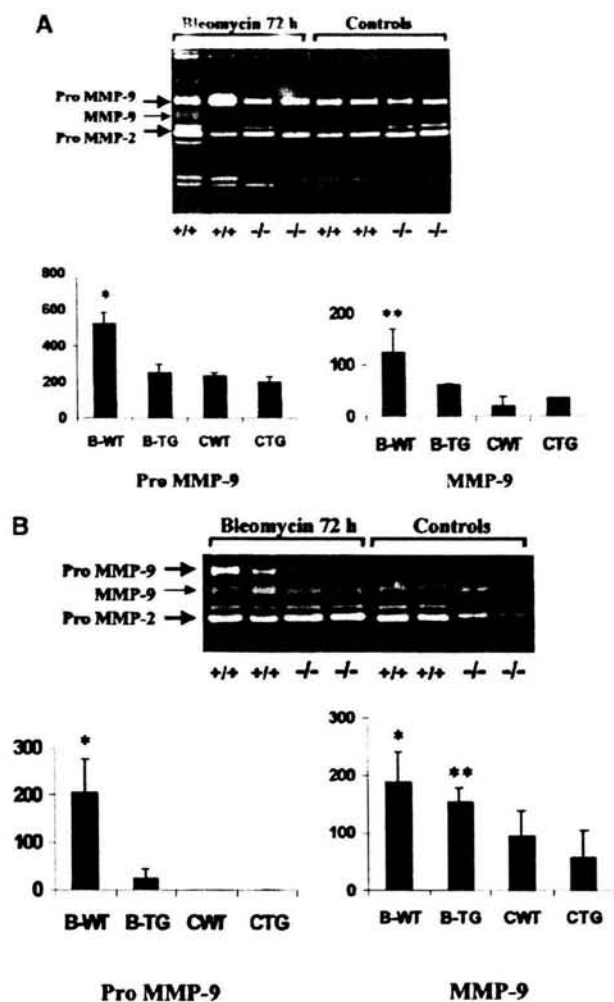 A
Bleomycin 72 h Controls
Pro MMP-9
MMP-9
Pro MMP-2
+/+ +/+ -/- -/- +/+ +/+ -/- -/-
800
600
400
200
0
*
B-WT B-TG CWT CTG
Pro MMP-9
200
100
0
**
B-WT B-TG CWT CTG
MMP-9
B
Bleomycin 72 h Controls
Pro MMP-9
MMP-9
Pro MMP-2
+/+ +/+ -/- -/- +/+ +/+ -/- -/-
300
200
100
0
*
B-WT B-TG CWT CTG
Pro MMP-9
300
200
100
0
* **
B-WT B-TG CWT CTG
MMP-9